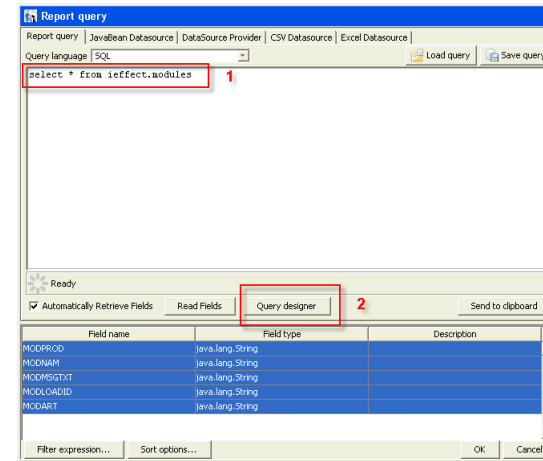 Report query
Report query JavaBean Datasource DataSource Provider CSV Datasource Excel Datasource
Query language SQL Load query Save query
select * from ieffect.modules 1
Ready
2
Automatically Retrieve Fields Read Fields Query designer Send to clipboard
Field name Field type Description
MODPROD java.lang.String
MODNAM java.lang.String
MODMSGTXT java.lang.String
MODLOADID java.lang.String
MODART java.lang.String
Filter expression... Sort options... OK Cancel